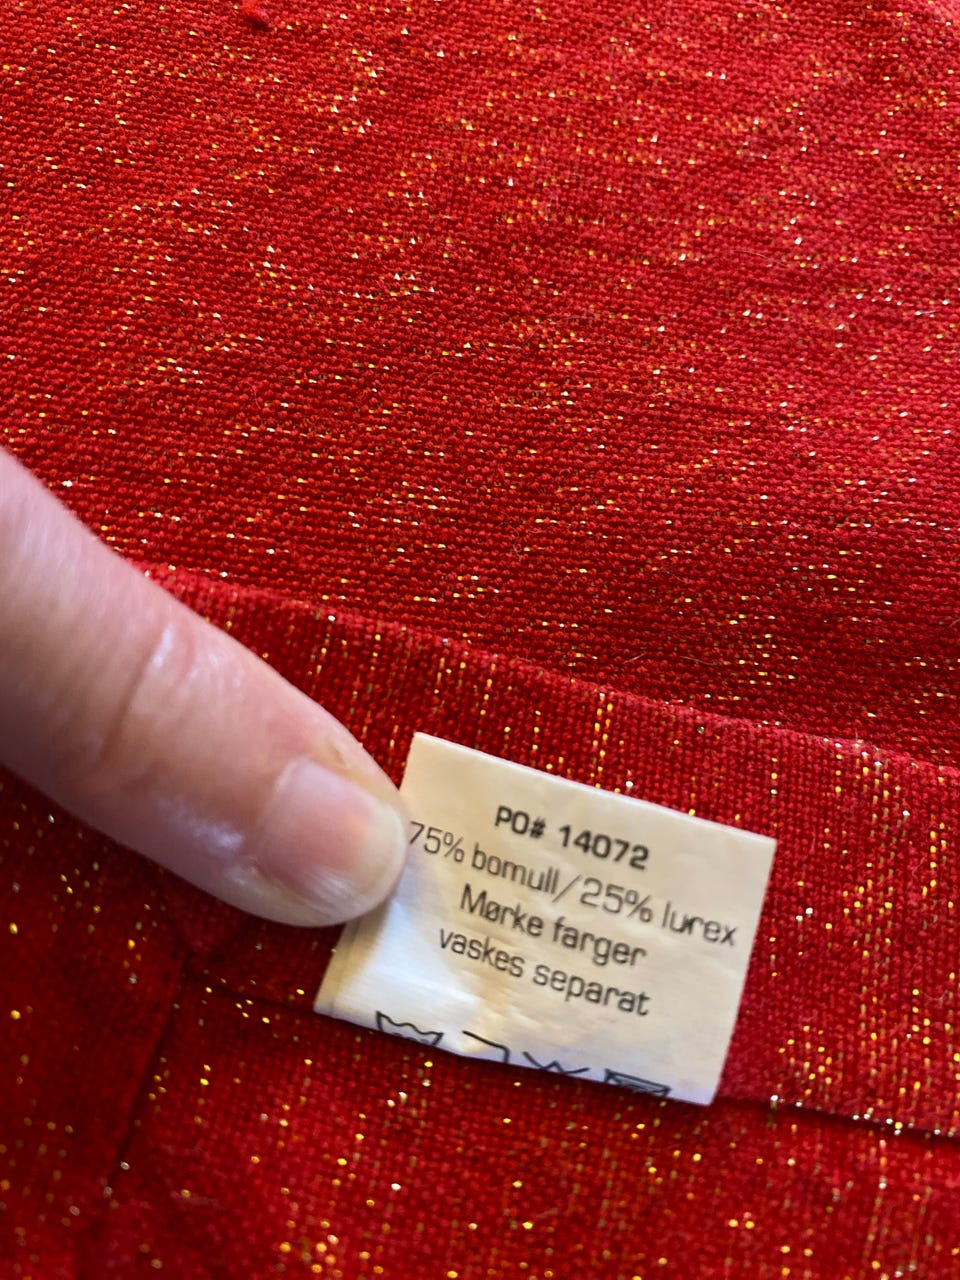 PO# 14072
75% bomull/25% lurex
Mørke farger
vaskes separat